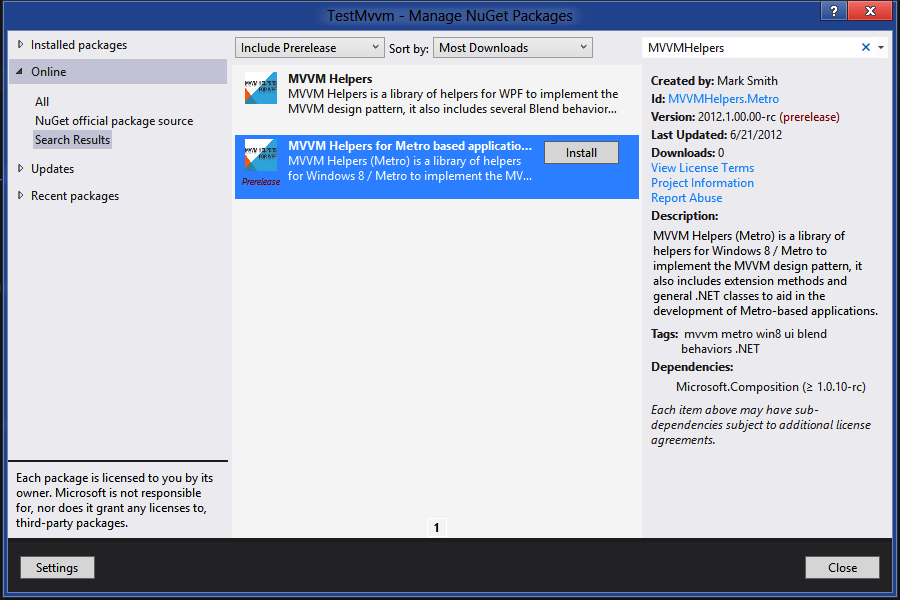 TestMvvm - Manage NuGet Packages
?
Installed packages
Online
All
NuGet official package source
Search Results
Updates
Recent packages
Each package is licensed to you by its
owner. Microsoft is not responsible
for, nor does it grant any licenses to,
third-party packages.
Include Prerelease
Sort by:
Most Downloads
MVVM HELPERS
FOR WPF
MVVM Helpers
MVVM Helpers is a library of helpers for WPF to implement the
MVVM design pattern, it also includes several Blend behavior...
MVVM HELPERS
FOR WPF
Prerelease
MVVM Helpers for Metro based applicatio...
MVVM Helpers (Metro) is a library of helpers
for Windows 8 / Metro to implement the MV...
Install
1
MVVMHelpers
Created by: Mark Smith
Id: MVVMHelpers.Metro
Version: 2012.1.00.00-rc (prerelease)
Last Updated: 6/21/2012
Downloads: 0
View License Terms
Project Information
Report Abuse
Description:
MVVM Helpers (Metro) is a library of
helpers for Windows 8 / Metro to
implement the MVVM design pattern, it
also includes extension methods and
general .NET classes to aid in the
development of Metro-based applications.
Tags: mvvm metro win8 ui blend
behaviors .NET
Dependencies:
Microsoft.Composition (≥ 1.0.10-rc)
Each item above may have sub-
dependencies subject to additional license
agreements.
Settings
Close